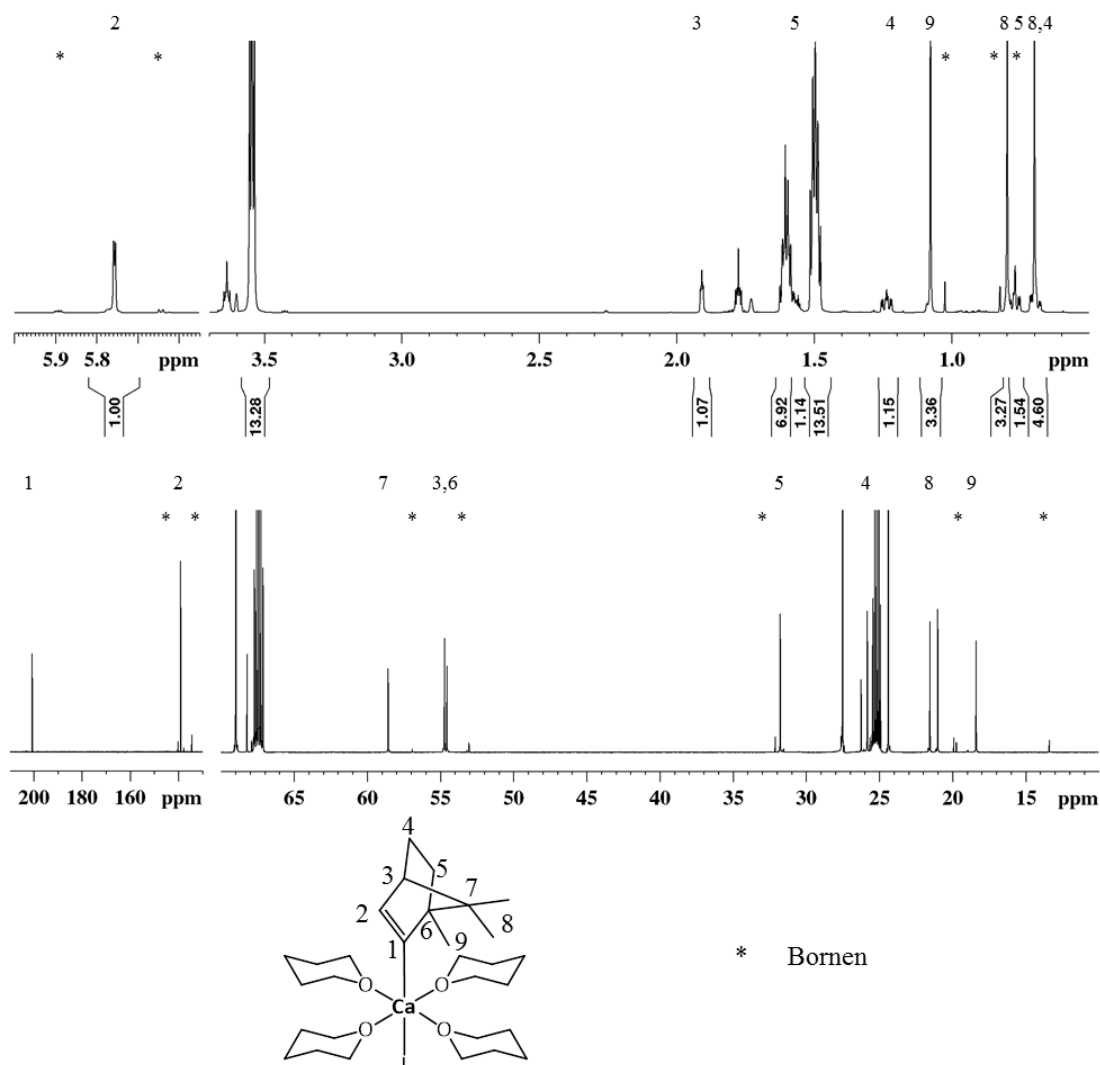 2 3 5 4 9 8 5 8,4
* * * * *
5.9 5.8 ppm 3.5 3.0 2.5 2.0 1.5 1.0 ppm
1.00 13.28 1.07 6.92 1.14 13.51 1.15 3.36 3.27 1.54 4.60
1 2 7 3,6 5 4 8 9
* * * * * * *
200 180 160 ppm 65 60 55 50 45 40 35 30 25 20 15 ppm
4
5
3
7
2
8
6
1 9
O O
Ca
O O
I
* Bornen